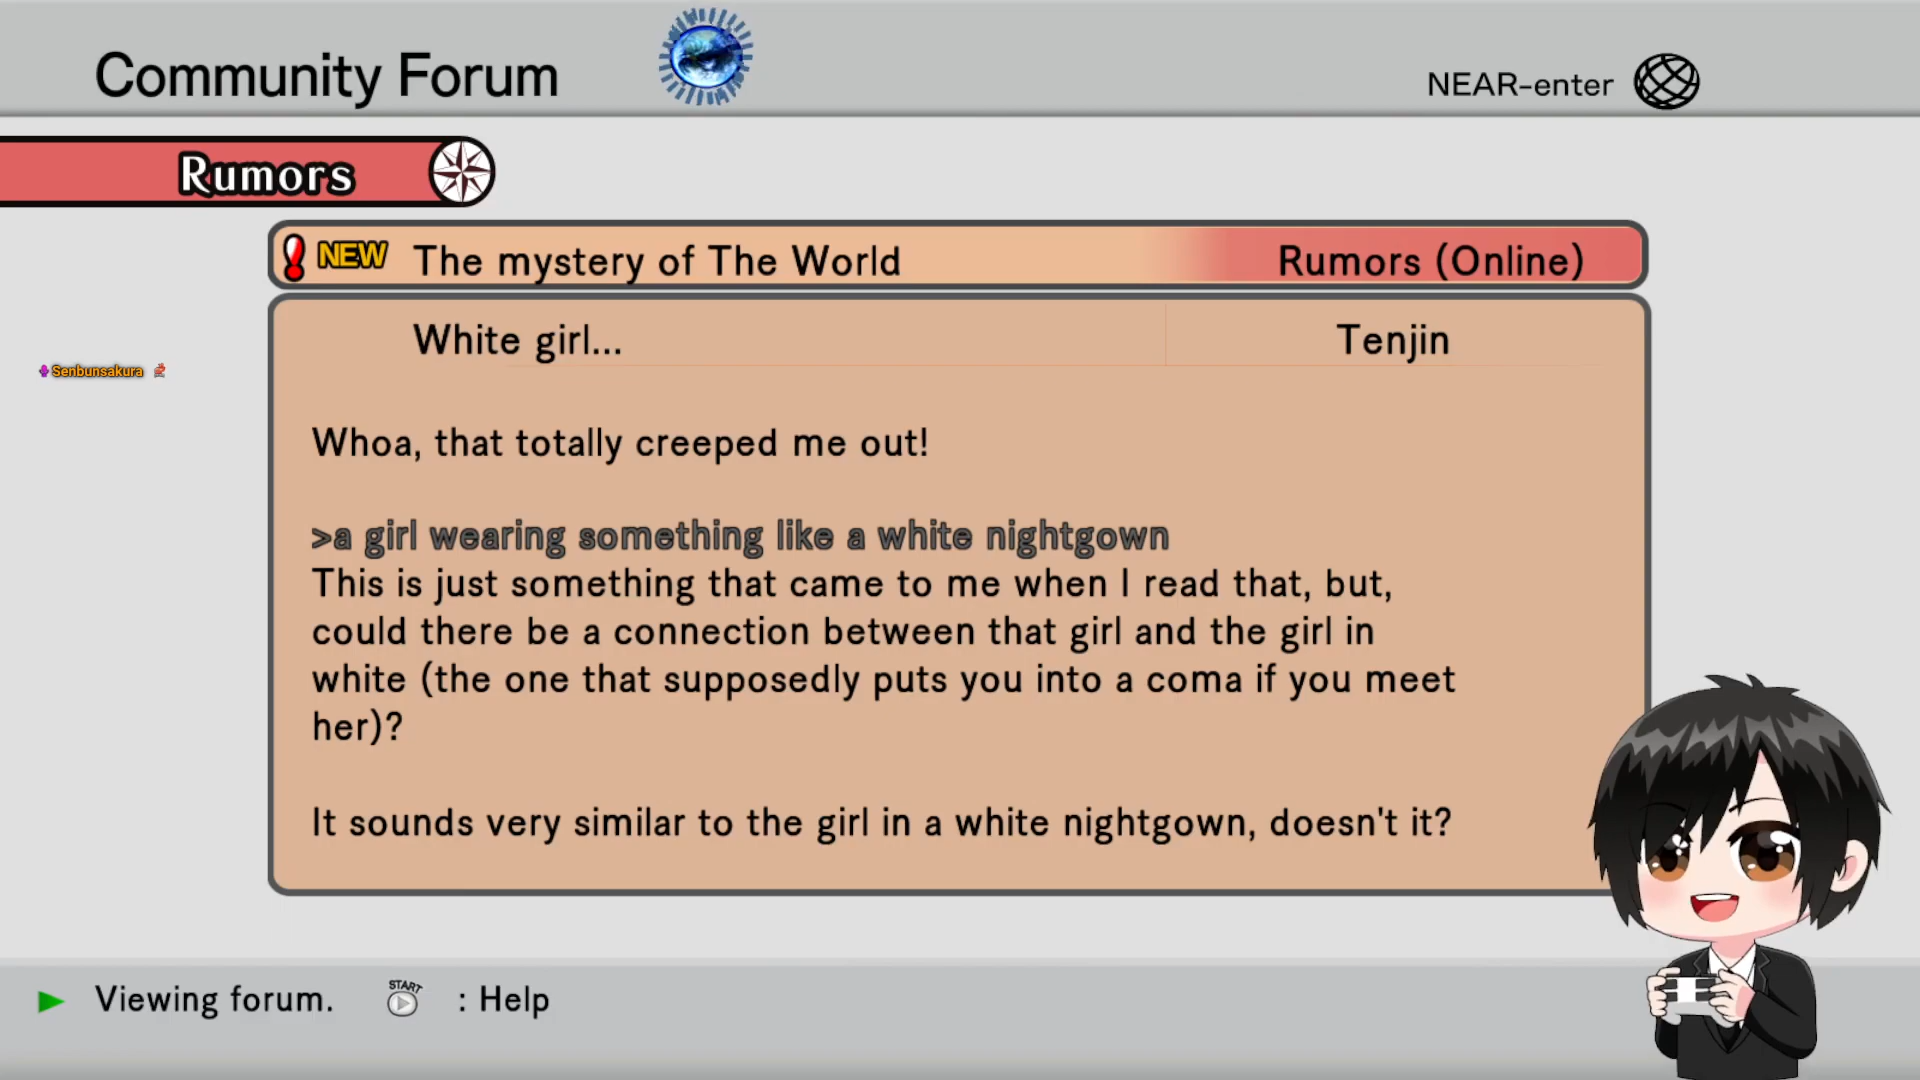 Community Forum
NEAR-enter
Rumors
NEW The mystery of The World Rumors (Online)
White girl... Tenjin
Senbunsakura
Whoa, that totally creeped me out!
>a girl wearing something like a white nightgown
This is just something that came to me when I read that, but,
could there be a connection between that girl and the girl in
white (the one that supposedly puts you into a coma if you meet
her)?
It sounds very similar to the girl in a white nightgown, doesn't it?
Viewing forum. START : Help